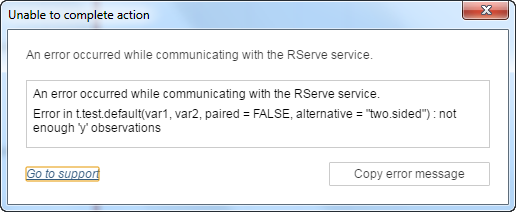 Unable to complete action
An error occurred while communicating with the RServe service.
An error occurred while communicating with the RServe service.
Error in t.test.default(var1, var2, paired = FALSE, alternative = "two.sided") : not
enough 'y' observations
Go to support
Copy error message